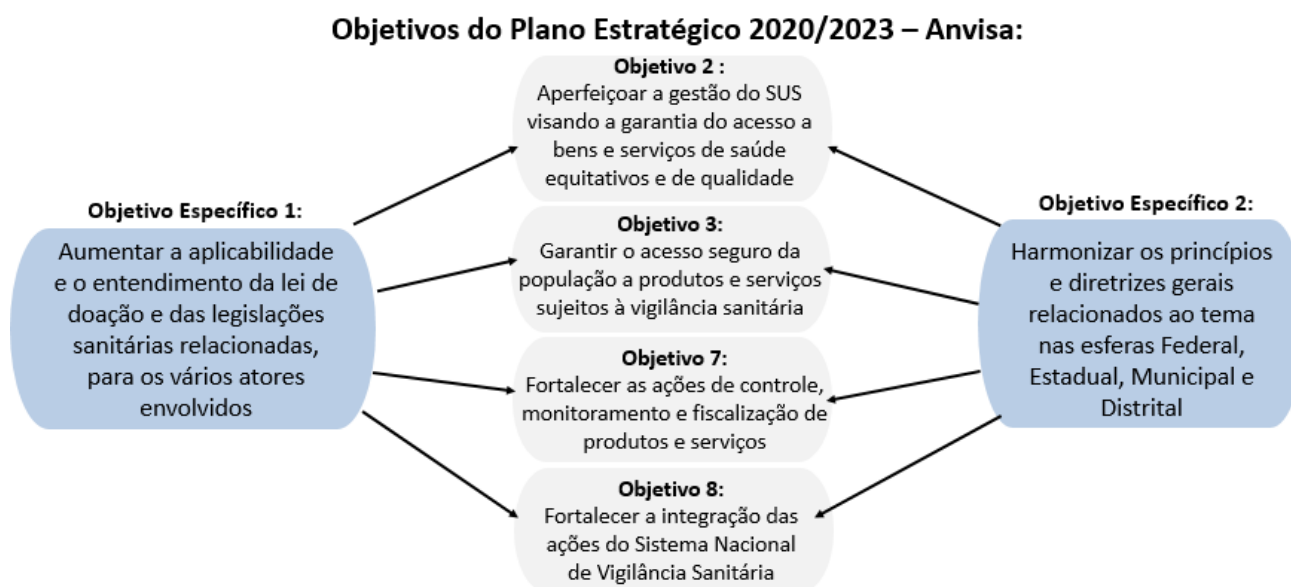 Objetivos do Plano Estratégico 2020/2023 – Anvisa:
Objetivo 2 :
Aperfeiçoar a gestão do SUS
visando a garantia do acesso a
bens e serviços de saúde
equitativos e de qualidade
Objetivo Específico 1:
Aumentar a aplicabilidade
e o entendimento da lei de
doação e das legislações
sanitárias relacionadas,
para os vários atores
envolvidos
Objetivo 3:
Garantir o acesso seguro da
população a produtos e serviços
sujeitos à vigilância sanitária
Objetivo 7:
Fortalecer as ações de controle,
monitoramento e fiscalização de
produtos e serviços
Objetivo 8:
Fortalecer a integração das
ações do Sistema Nacional
de Vigilância Sanitária
Objetivo Específico 2:
Harmonizar os princípios
e diretrizes gerais
relacionados ao tema
nas esferas Federal,
Estadual, Municipal e
Distrital